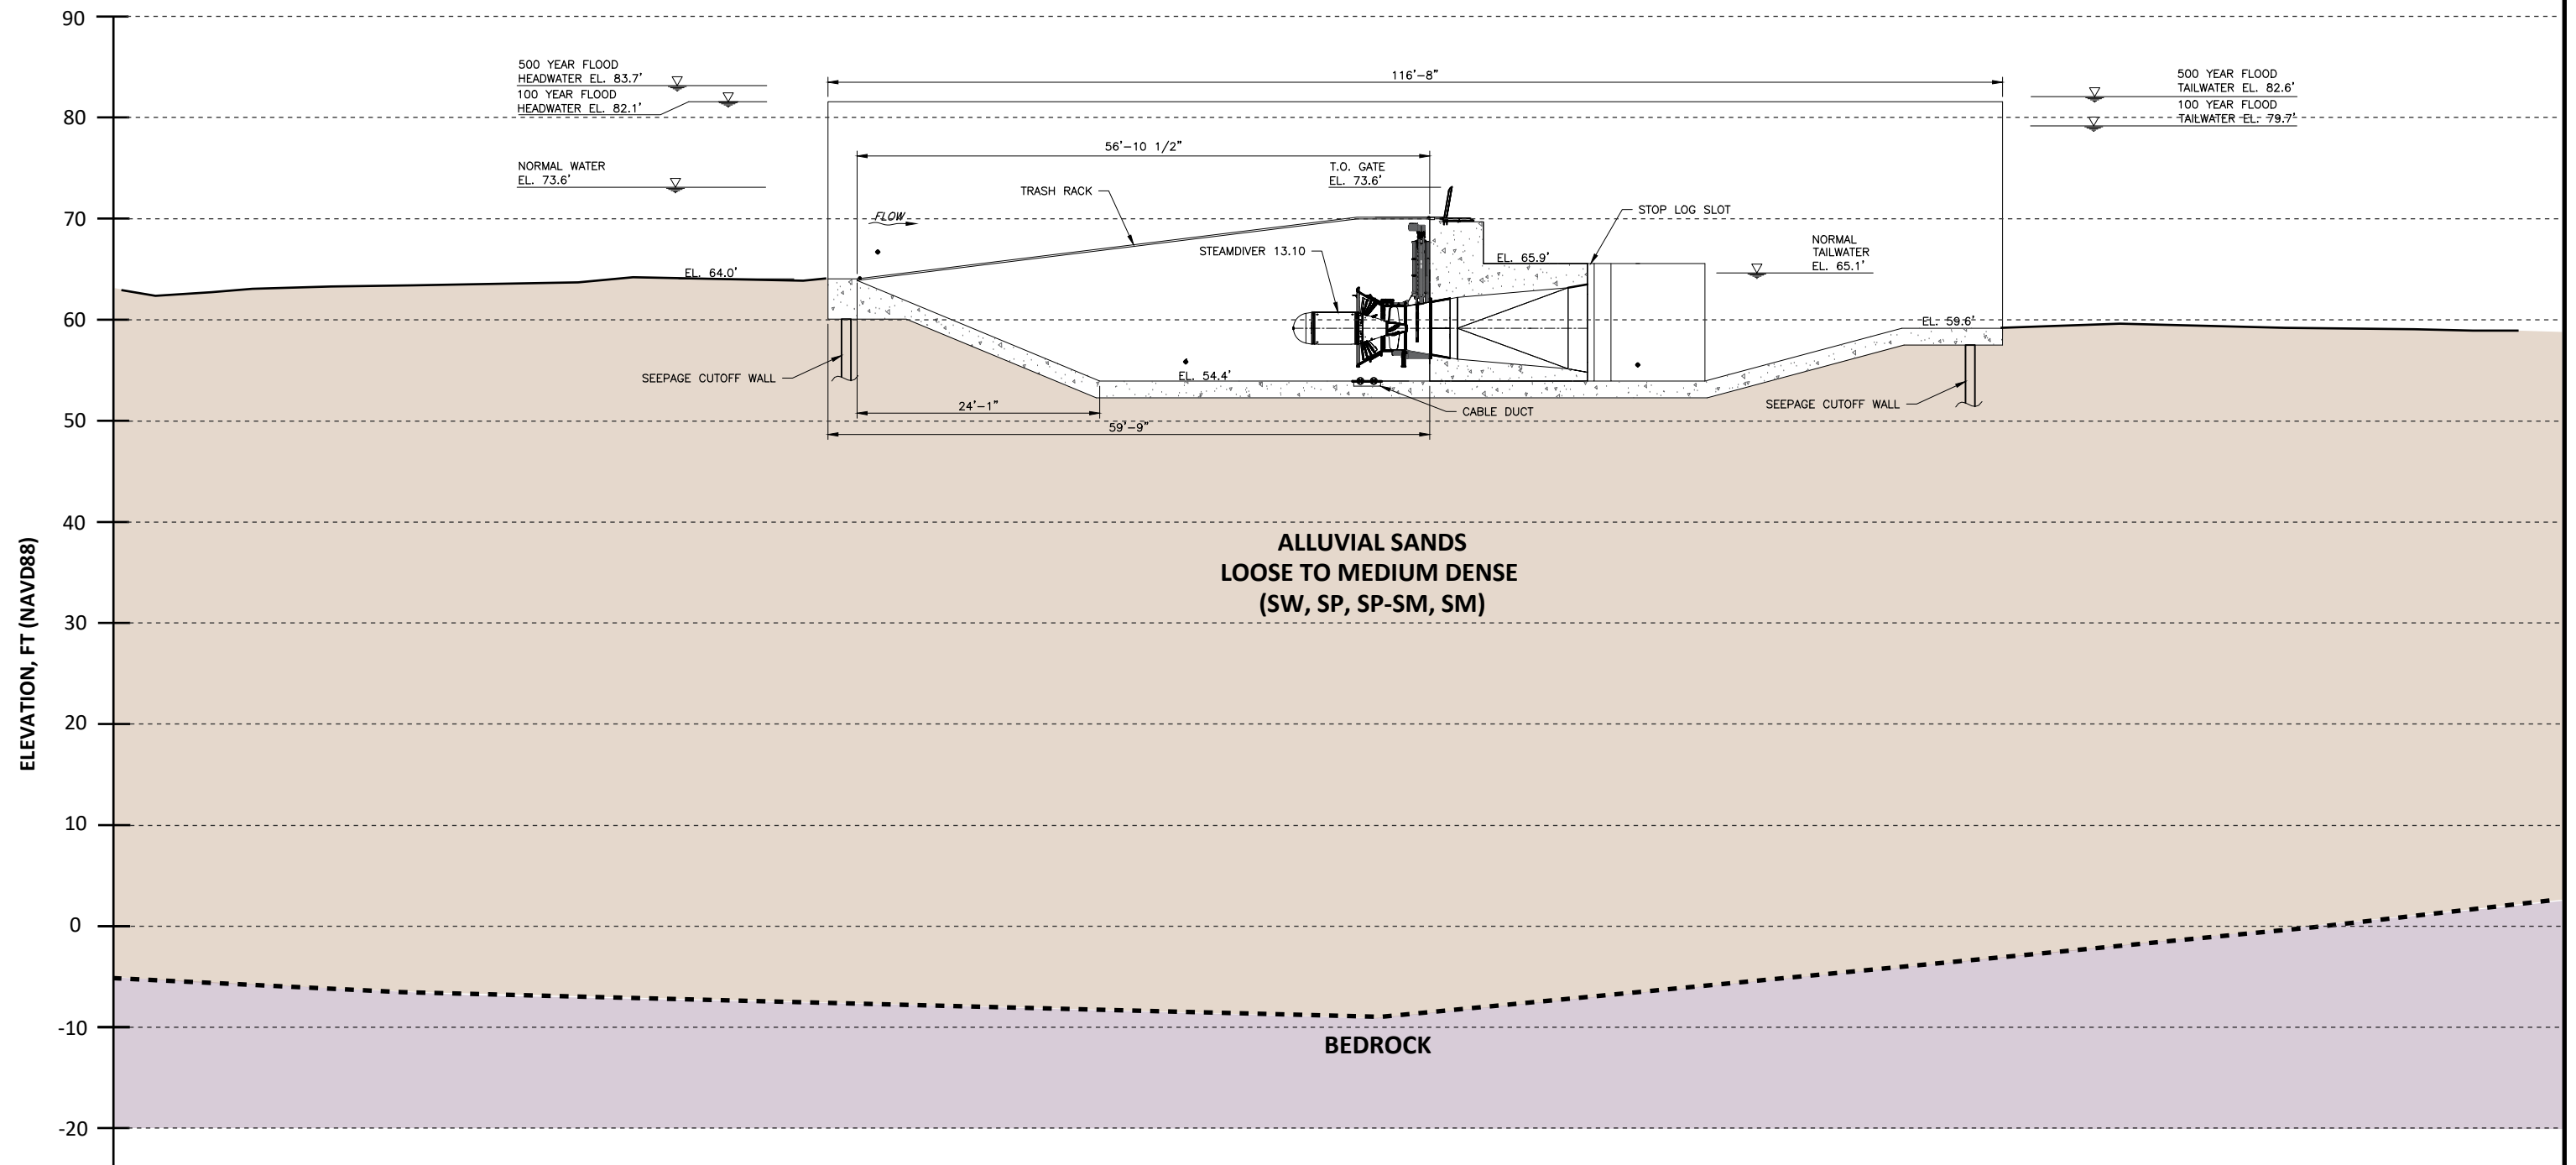 90
80
70
60
50
40
30
20
10
0
-10
-20
ELEVATION, FT (NAVD88)
500 YEAR FLOOD
HEADWATER EL. 83.7'
100 YEAR FLOOD
HEADWATER EL. 82.1'
NORMAL WATER
EL. 73.6'
116'-8"
500 YEAR FLOOD
TAILWATER EL. 82.6'
100 YEAR FLOOD
TAILWATER EL. 79.7'
56'-10 1/2"
T.O. GATE
EL. 73.6'
TRASH RACK
FLOW
STOP LOG SLOT
STEAMDIVER 13.10
NORMAL
TAILWATER
EL. 65.1'
EL. 65.9'
EL. 64.0'
EL. 59.6'
SEEPAGE CUTOFF WALL
EL. 54.4'
24'-1"
CABLE DUCT
SEEPAGE CUTOFF WALL
59'-9"
ALLUVIAL SANDS
LOOSE TO MEDIUM DENSE
(SW, SP, SP-SM, SM)
BEDROCK